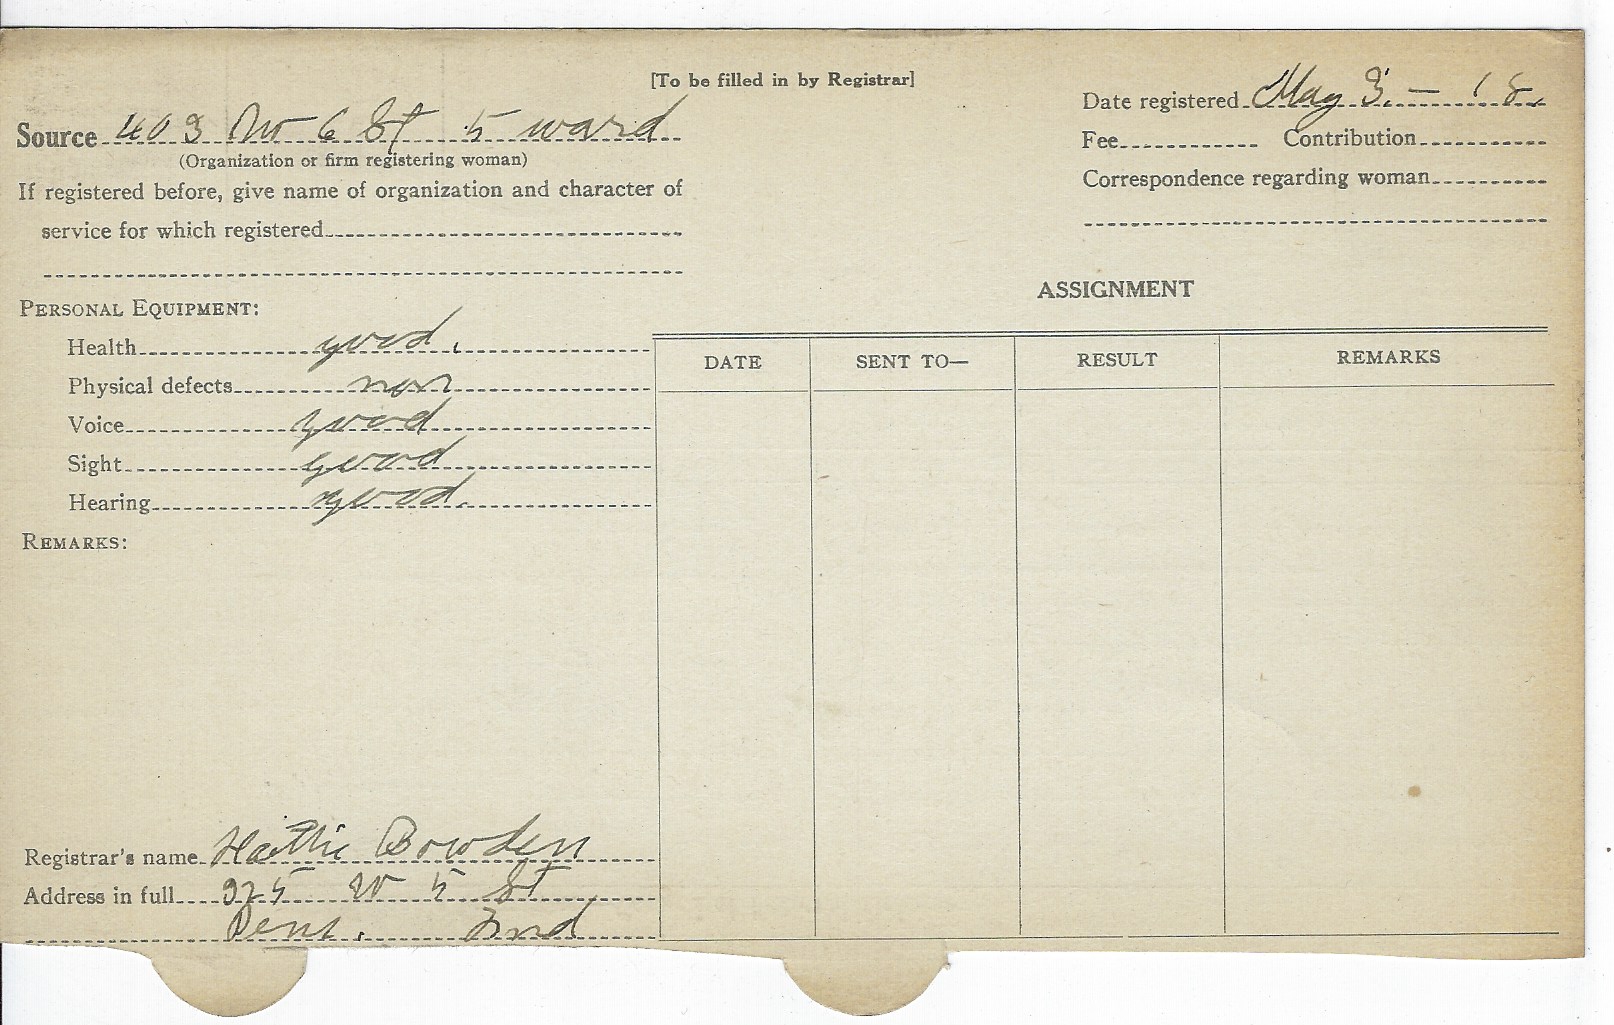 [To be filled in by Registrar]
Date registered May 3. — 18.
Source 403 No 6 St 5 ward
(Organization or firm registering woman)
Fee Contribution
If registered before, give name of organization and character of
service for which registered
Correspondence regarding woman
ASSIGNMENT
PERSONAL EQUIPMENT:
Health good.
Physical defects non
Voice good
Sight good
Hearing good.
DATE SENT TO— RESULT REMARKS
REMARKS:
Registrar's name Hattie Bowden
Address in full 325 W 5 St
Ind